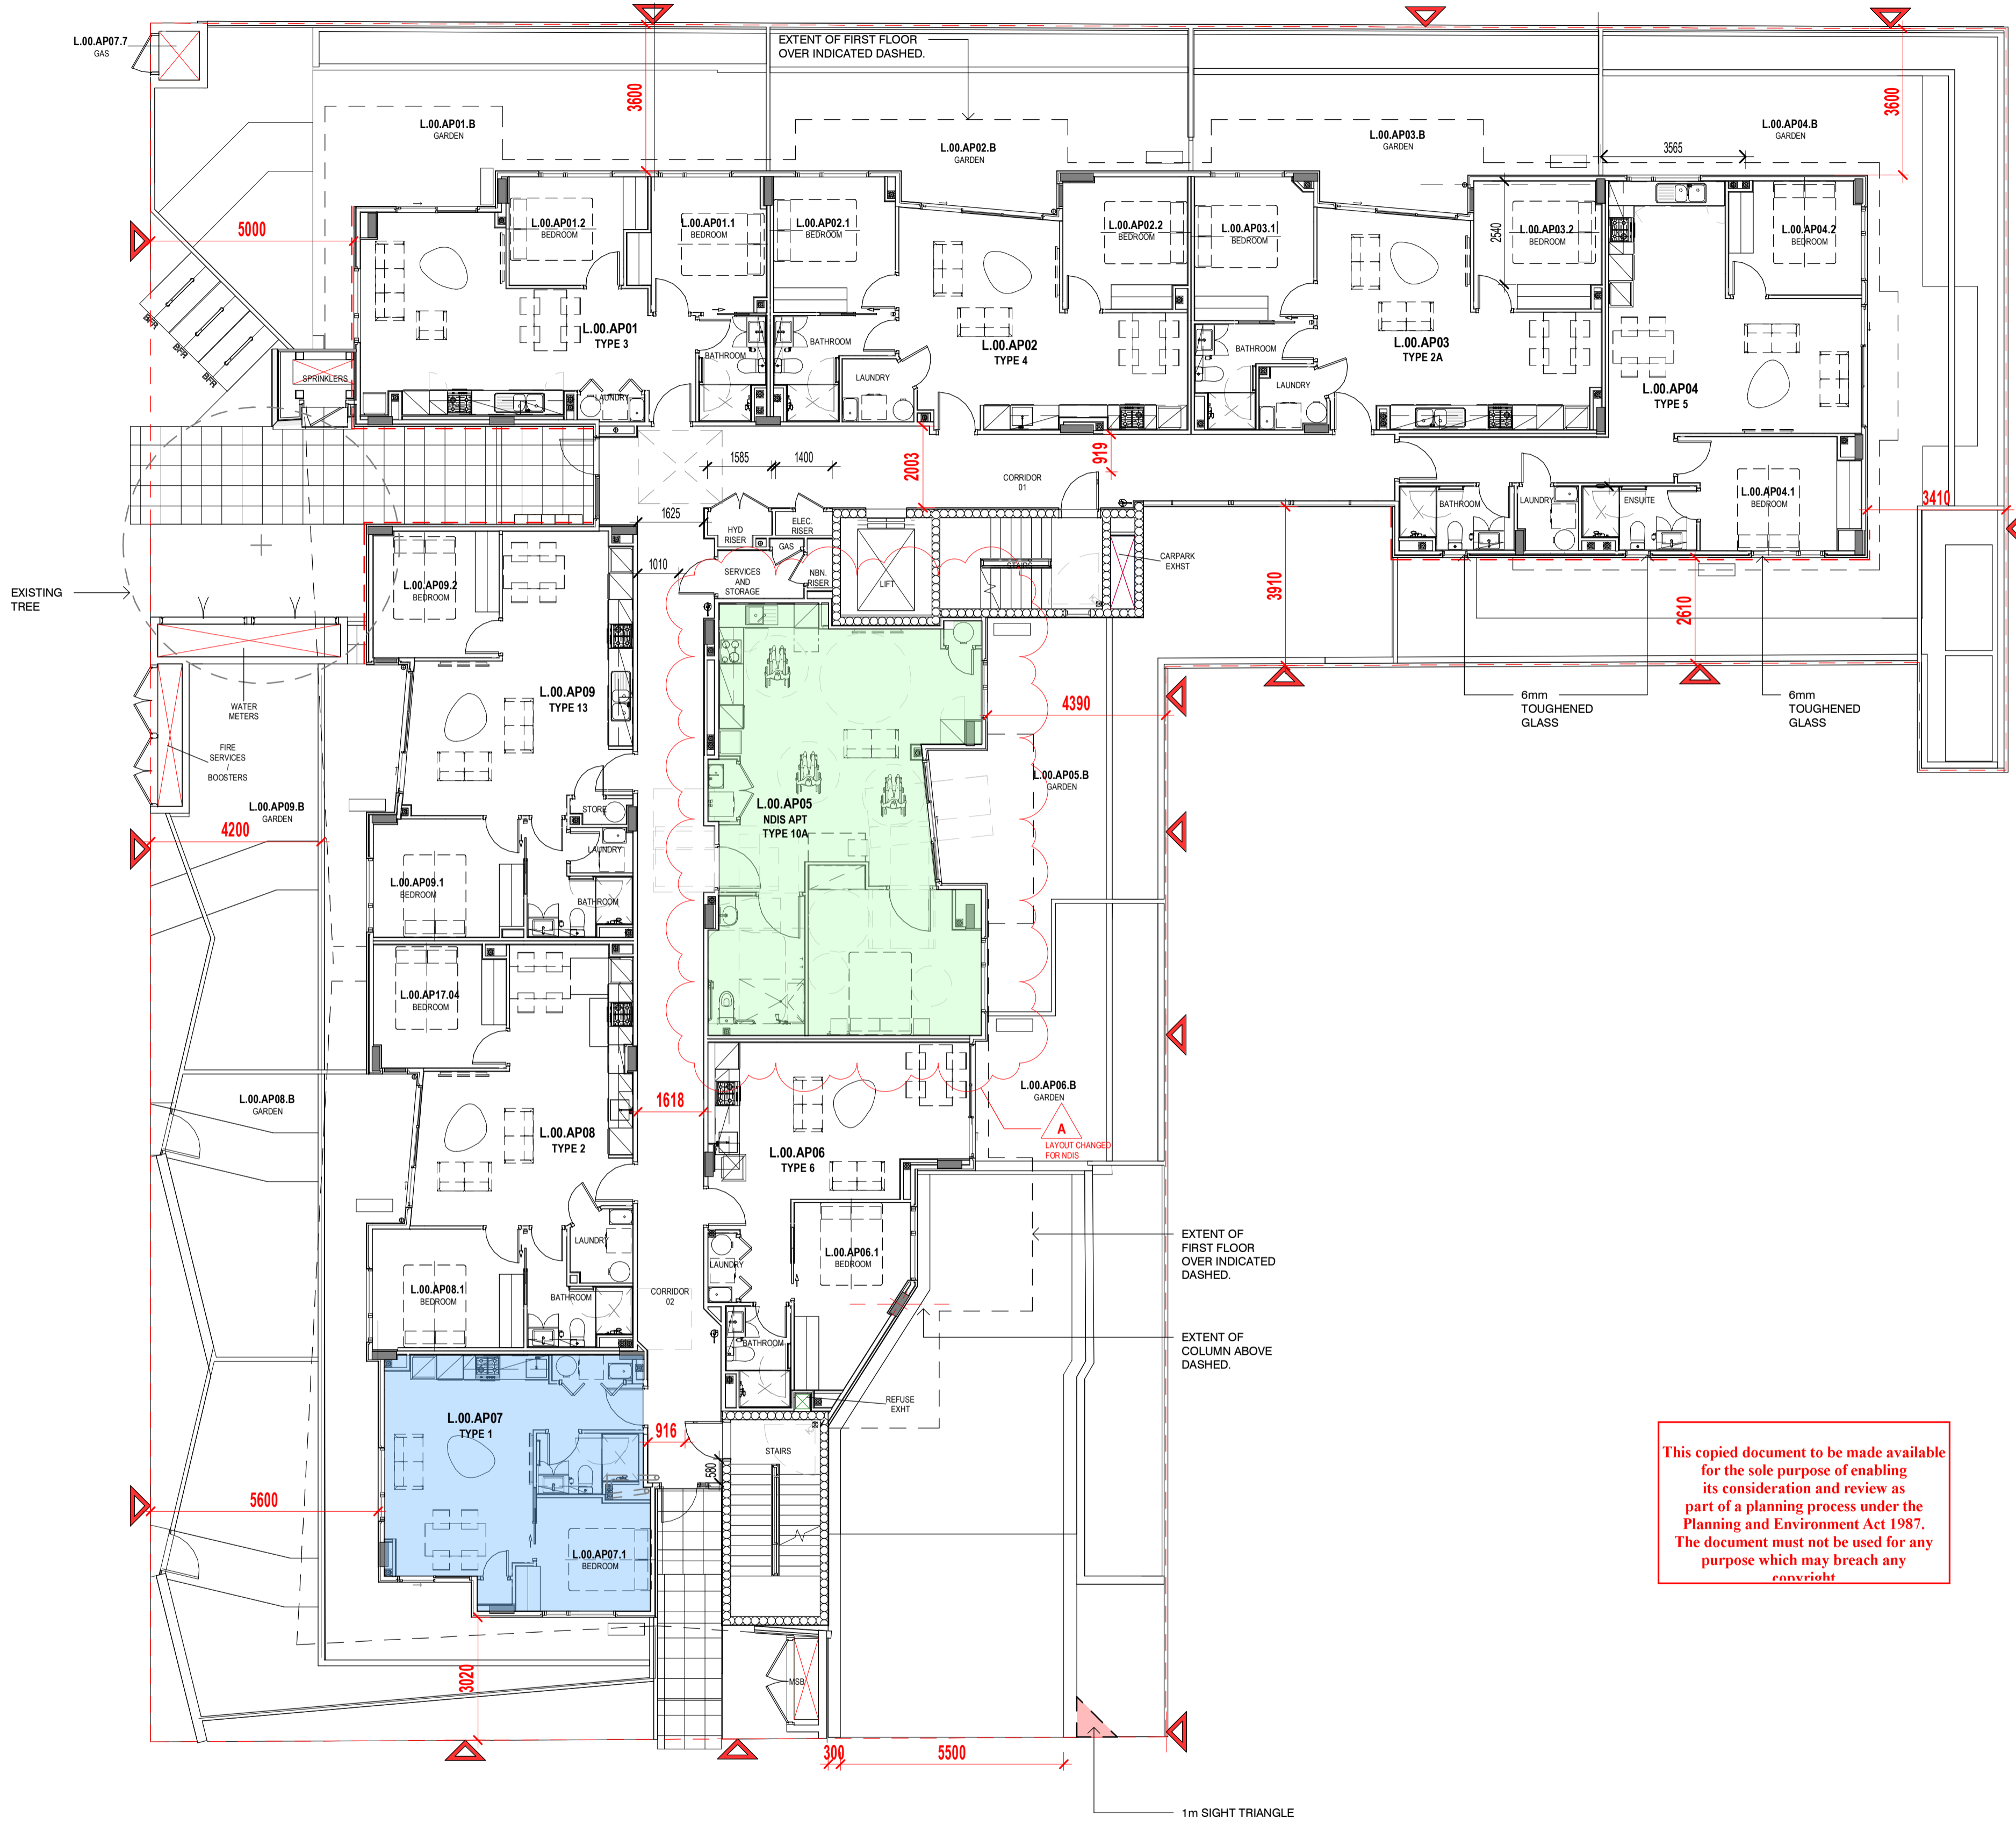 L.00.AP07.7
GAS
EXTENT OF FIRST FLOOR
OVER INDICATED DASHED.
3600
3600
L.00.AP01.B
GARDEN
L.00.AP02.B
GARDEN
L.00.AP03.B
GARDEN
L.00.AP04.B
GARDEN
3565
5000
L.00.AP01.2
BEDROOM
L.00.AP01.1
BEDROOM
L.00.AP02.1
BEDROOM
L.00.AP02.2
BEDROOM
L.00.AP03.1
BEDROOM
2540
L.00.AP03.2
BEDROOM
L.00.AP04.2
BEDROOM
BFR
BFR
BFR
L.00.AP01
TYPE 3
L.00.AP02
TYPE 4
L.00.AP03
TYPE 2A
L.00.AP04
TYPE 5
BATHROOM
BATHROOM
BATHROOM
SPRINKLERS
LAUNDRY
LAUNDRY
LAUNDRY
1585
1400
2003
919
CORRIDOR
01
1625
HYD
RISER
ELEC.
RISER
GAS
BATHROOM
LAUNDRY
ENSUITE
L.00.AP04.1
BEDROOM
3410
1010
SERVICES
AND
STORAGE
NBN.
RISER
LIFT
STAIRS
CARPARK
EXHST
3910
2610
EXISTING
TREE
L.00.AP09.2
BEDROOM
L.00.AP09
TYPE 13
WATER
METERS
FIRE
SERVICES
/
BOOSTERS
4390
6mm
TOUGHENED
GLASS
6mm
TOUGHENED
GLASS
L.00.AP05.B
GARDEN
L.00.AP05
NDIS APT
TYPE 10A
L.00.AP09.B
GARDEN
4200
STORE
LAUNDRY
L.00.AP09.1
BEDROOM
BATHROOM
L.00.AP17.04
BEDROOM
L.00.AP08.B
GARDEN
1618
L.00.AP06.B
GARDEN
A
LAYOUT CHANGED
FOR NDIS
L.00.AP08
TYPE 2
L.00.AP06
TYPE 6
LAUNDRY
LAUNDRY
L.00.AP06.1
BEDROOM
EXTENT OF
FIRST FLOOR
OVER INDICATED
DASHED.
L.00.AP08.1
BEDROOM
BATHROOM
CORRIDOR
02
BATHROOM
EXTENT OF
COLUMN ABOVE
DASHED.
REFUSE
EXHT
L.00.AP07
TYPE 1
916
580
STAIRS
5600
L.00.AP07.1
BEDROOM
3020
MSB
300
5500
1m SIGHT TRIANGLE
This copied document to be made available
for the sole purpose of enabling
its consideration and review as
part of a planning process under the
Planning and Environment Act 1987.
The document must not be used for any
purpose which may breach any
copyright